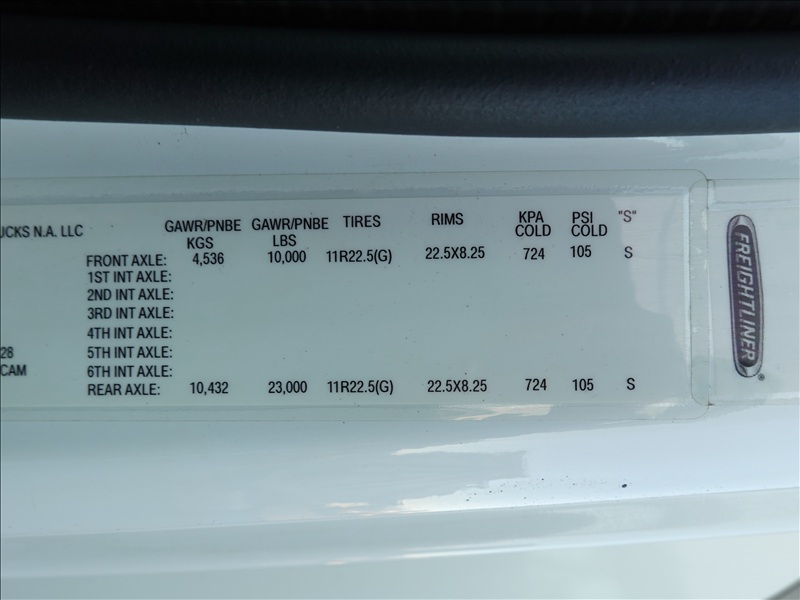 UCKS N.A. LLC
GAWR/PNBE KGS GAWR/PNBE LBS TIRES RIMS KPA COLD PSI COLD "S"
FRONT AXLE: 4,536 10,000 11R22.5(G) 22.5X8.25 724 105 S
1ST INT AXLE:
2ND INT AXLE:
3RD INT AXLE:
4TH INT AXLE:
28 5TH INT AXLE:
CAM 6TH INT AXLE:
REAR AXLE: 10,432 23,000 11R22.5(G) 22.5X8.25 724 105 S
FREIGHTLINER®